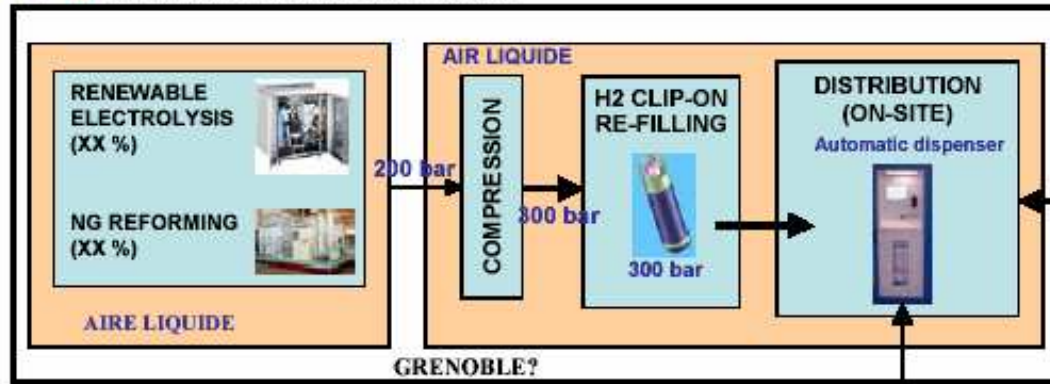 RENEWABLE
ELECTROLYSIS
(XX %)
NG REFORMING
(XX %)
AIRE LIQUIDE
200 bar
AIR LIQUIDE
COMPRESSION
300 bar
H2 CLIP-ON
RE-FILLING
300 bar
DISTRIBUTION
(ON-SITE)
Automatic dispenser
GRENOBLE?